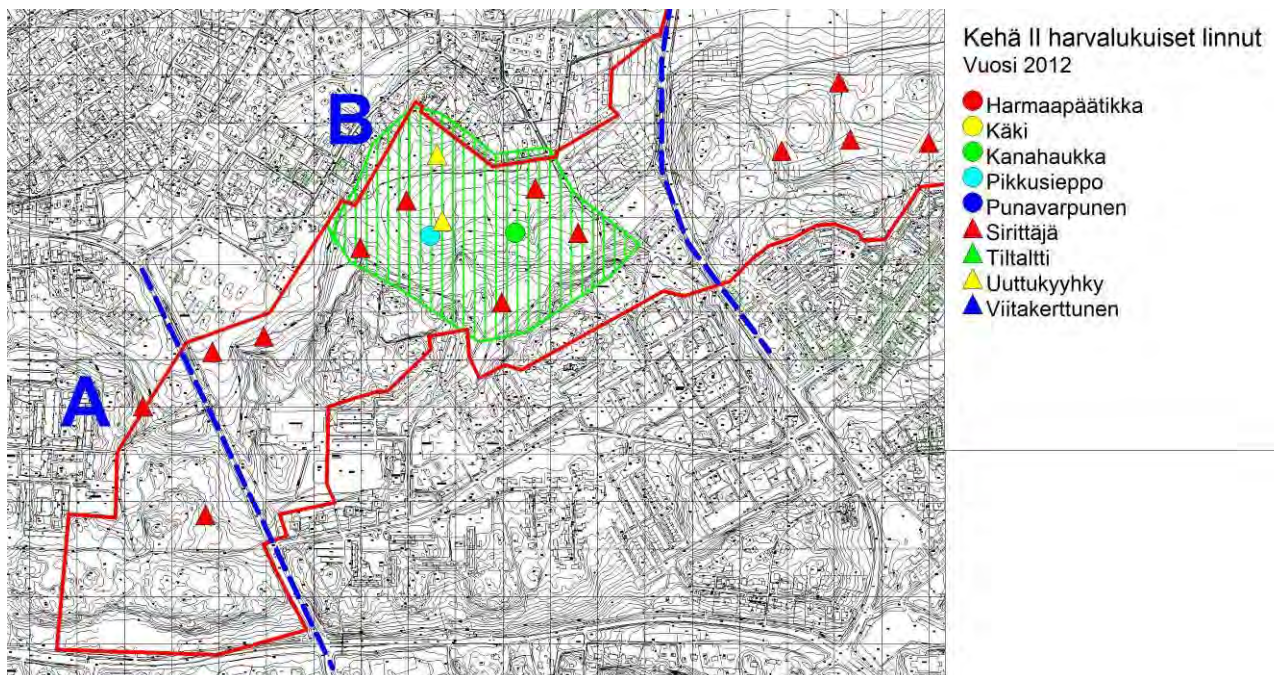 Kehä II harvalukuiset linnut
Vuosi 2012
Harmaapäätikka
Käki
Kanahaukka
Pikkusieppo
Punavarpunen
Sirittäjä
Tiltaltti
Uuttukyyhky
Viitakerttunen
B
A